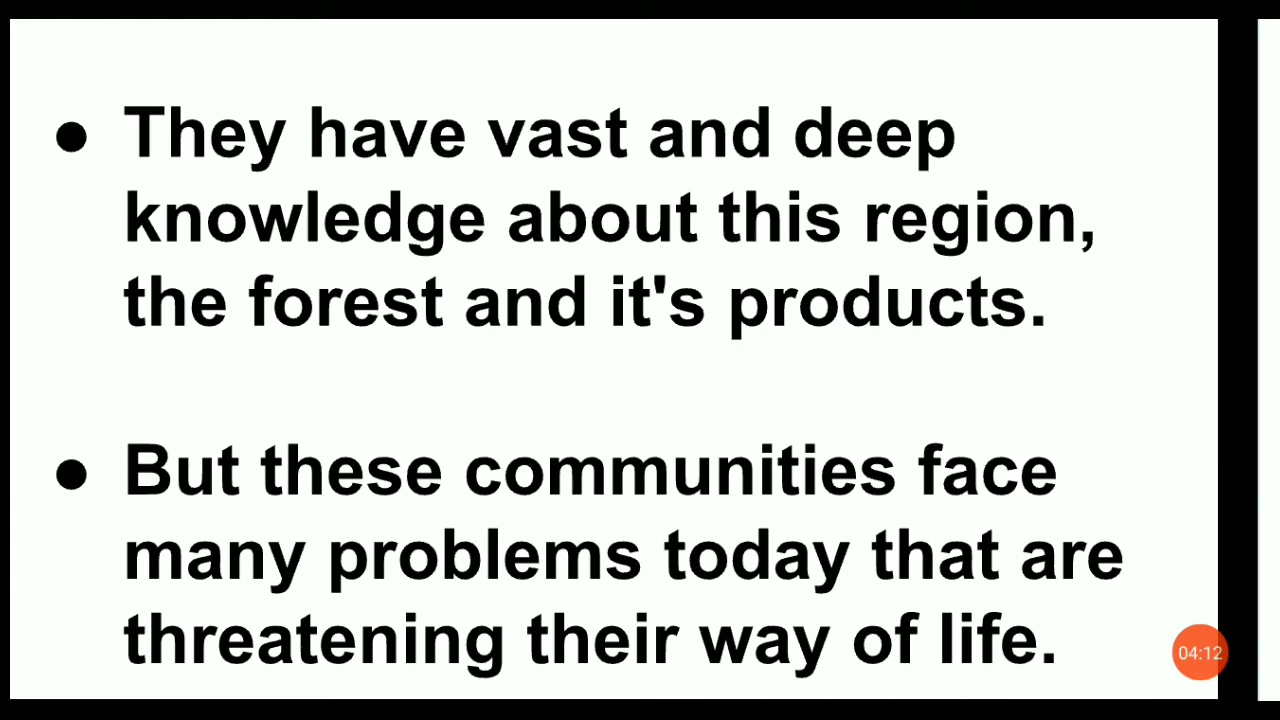 ● They have vast and deep
knowledge about this region,
the forest and it's products.
● But these communities face
many problems today that are
threatening their way of life.
04:12